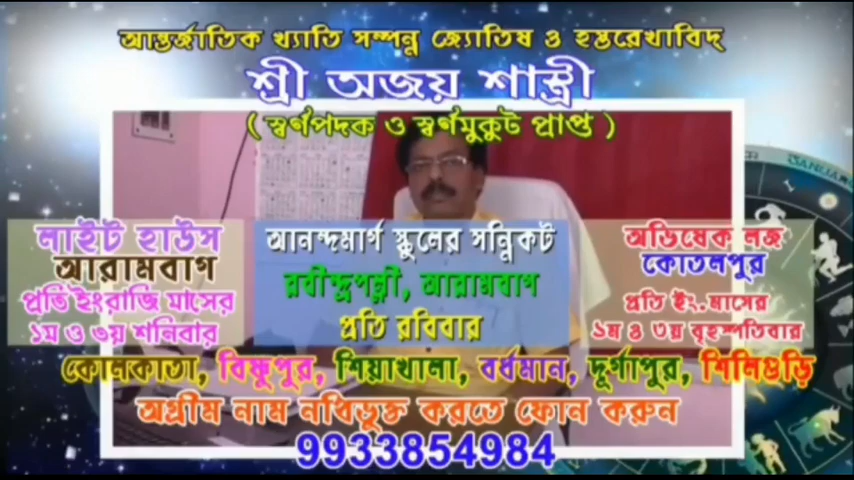 আন্তর্জাতিক খ্যাতি সম্পন্ন জ্যোতিষ ও হস্তরেখাবিদ্
শ্রী অজয় শাস্ত্রী
( স্বর্ণপদক ও স্বর্ণমুকুট প্রাপ্ত )
লাইট হাউস
আরামবাগ
প্রতি ইংরাজি মাসের
১ম ও ৩য় শনিবার
আনন্দমার্গ স্কুলের সন্নিকট
রবীন্দ্রপল্লী, আরামবাগ
প্রতি রবিবার
অভিষেক লজ
কোতলপুর
প্রতি ইং.মাসের
১ম ও ৩য় বৃহস্পতিবার
কোলকাতা, বিষ্ণুপুর, শিয়াখালা, বর্ধমান, দূর্গাপুর, শিলিগুড়ি
অগ্রীম নাম নথিভুক্ত করতে ফোন করুন
9933854984